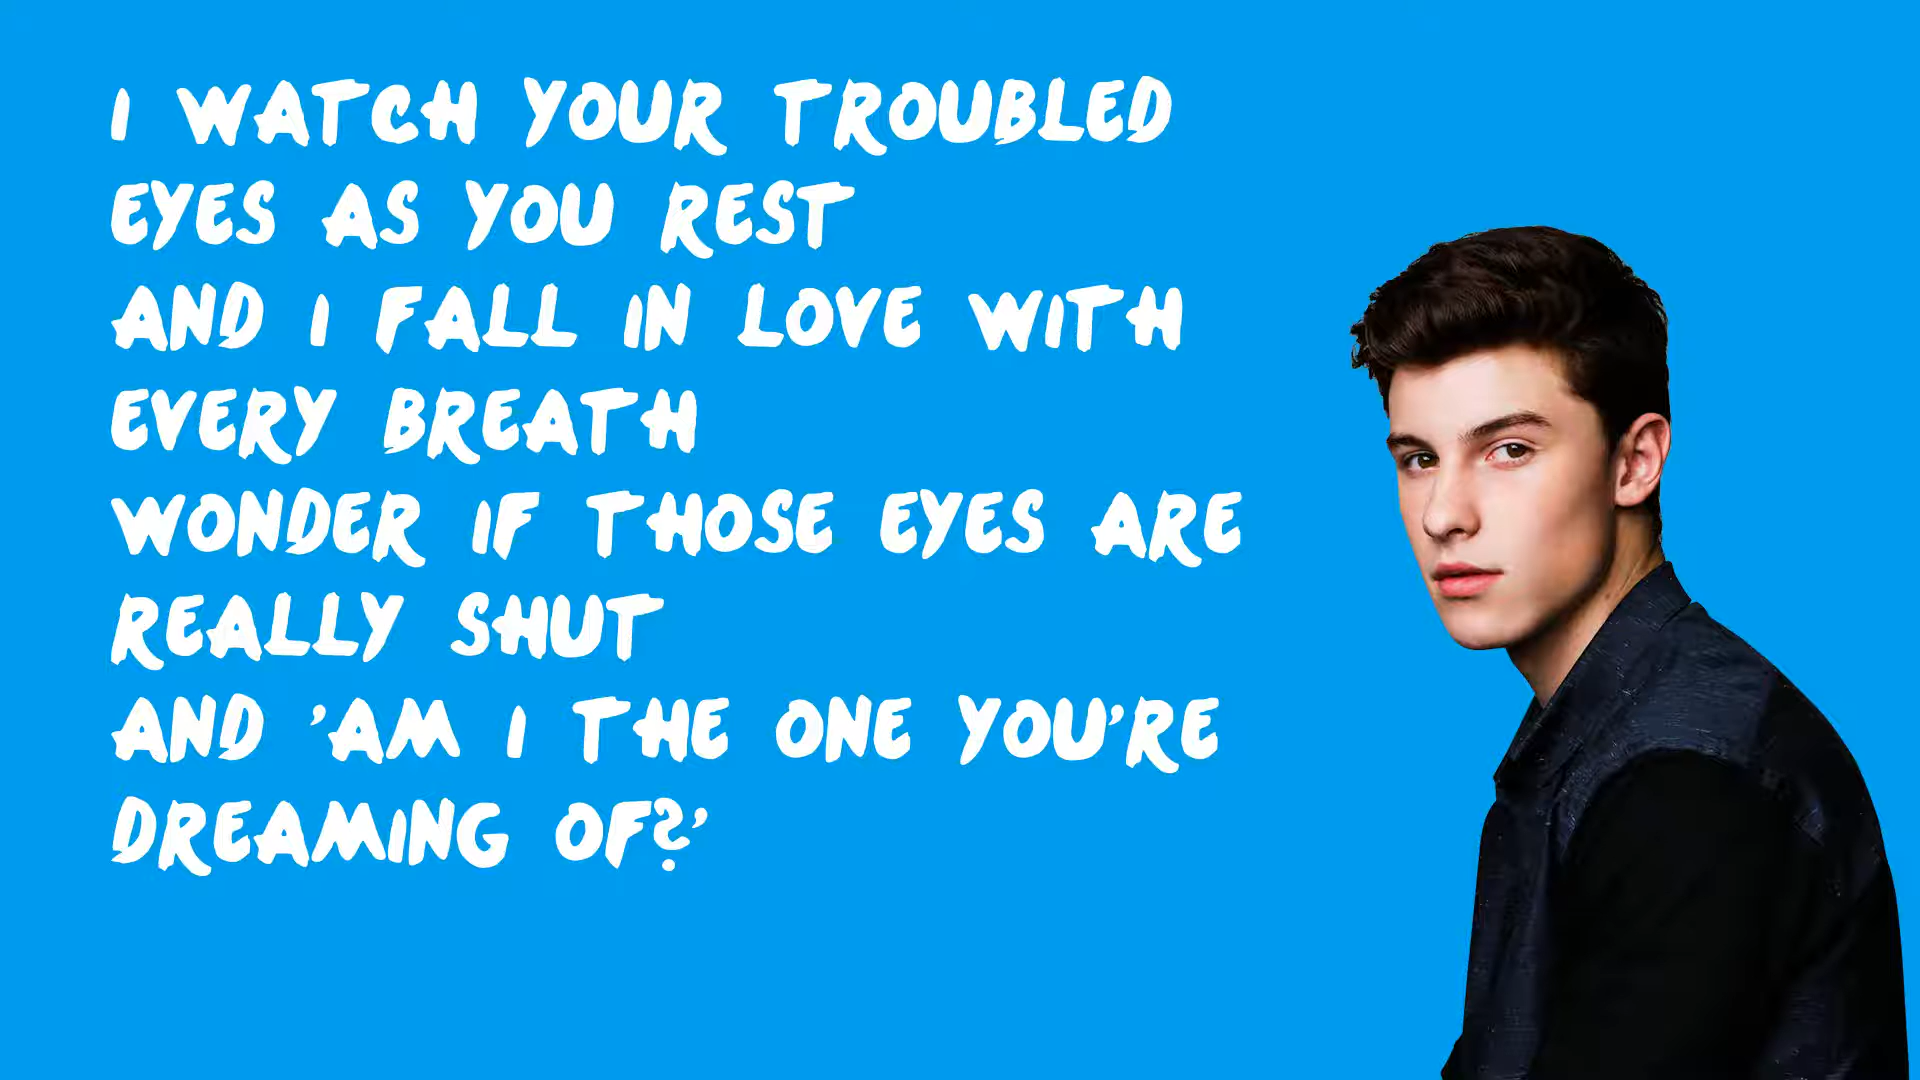 I WATCH YOUR TROUBLED
EYES AS YOU REST
AND I FALL IN LOVE WITH
EVERY BREATH
WONDER IF THOSE EYES ARE
REALLY SHUT
AND 'AM I THE ONE YOU'RE
DREAMING OF?'